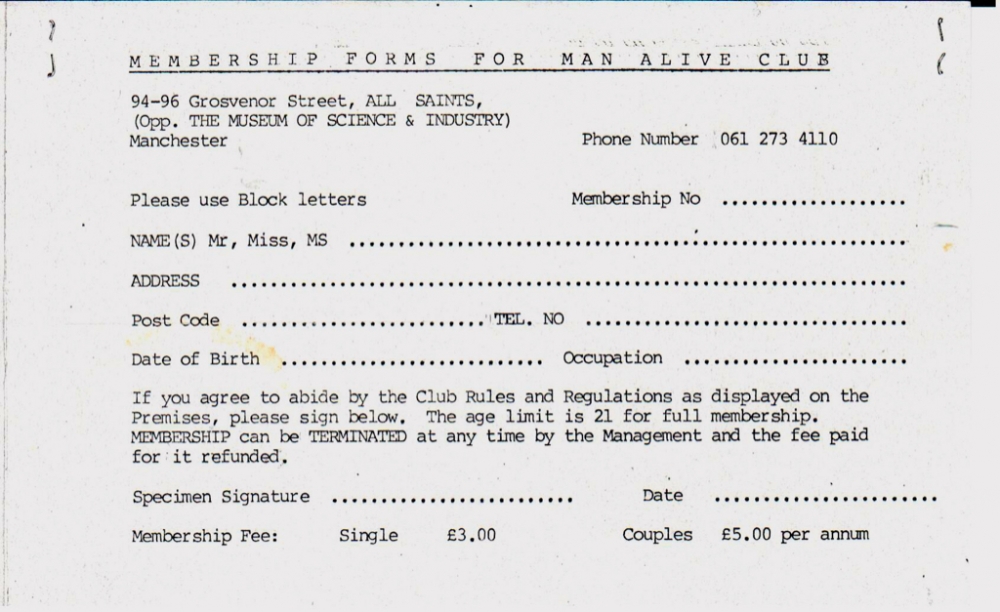 MEMBERSHIP FORMS FOR MAN ALIVE CLUB
94-96 Grosvenor Street, ALL SAINTS,
(Opp. THE MUSEUM OF SCIENCE & INDUSTRY)
Manchester Phone Number 061 273 4110
Please use Block letters Membership No ...................
NAME(S) Mr, Miss, MS .........................................................
ADDRESS .....................................................................
Post Code ......................... TEL. NO .................................
Date of Birth ........................... Occupation .......................
If you agree to abide by the Club Rules and Regulations as displayed on the
Premises, please sign below. The age limit is 21 for full membership.
MEMBERSHIP can be TERMINATED at any time by the Management and the fee paid
for it refunded.
Specimen Signature ......................... Date .......................
Membership Fee: Single £3.00 Couples £5.00 per annum